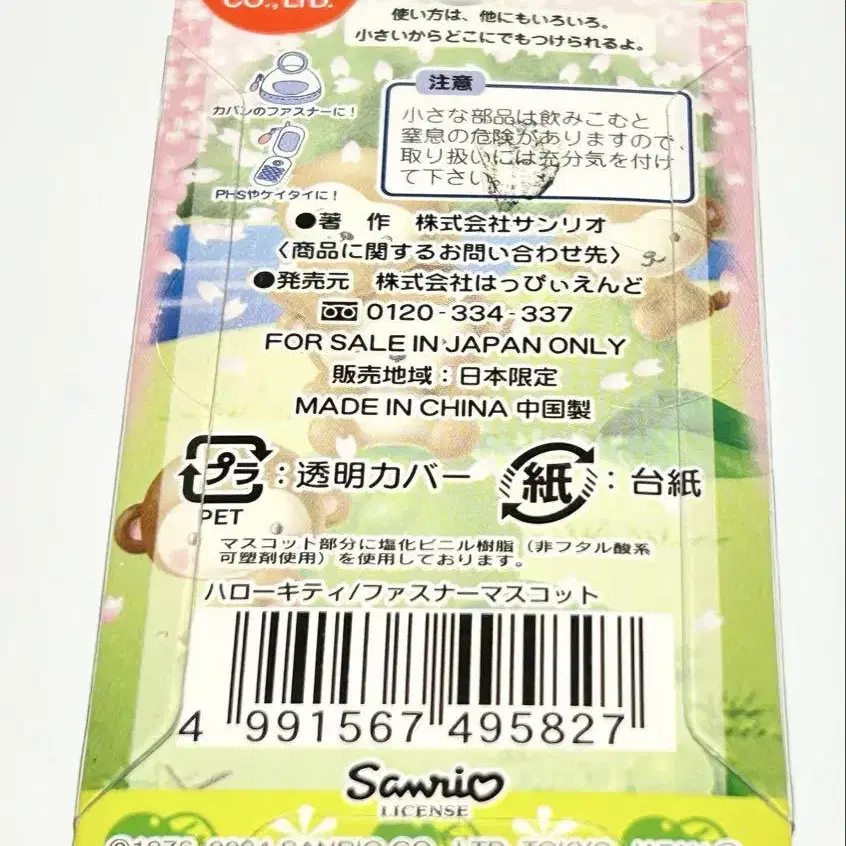 CO., LTD.
使い方は、他にもいろいろ。
小さいからどこにでもつけられるよ。
カバンのファスナーに!
PHSやケイタイに!
注意
小さな部品は飲みこむと
窒息の危険がありますので、
取り扱いには充分気を付け
て下さい。
●著 作 株式会社サンリオ
〈商品に関するお問い合わせ先〉
●発売元 株式会社はっぴぃえんど
0120-334-337
FOR SALE IN JAPAN ONLY
販売地域:日本限定
MADE IN CHINA 中国製
プラ:透明カバー 紙:台紙
PET
マスコット部分に塩化ビニル樹脂(非フタル酸系
可塑剤使用)を使用しております。
ハローキティ/ファスナーマスコット
4 991567 495827
Sanrio
LICENSE
©1976, 2004 SANRIO CO., LTD. TOKYO, JAPAN